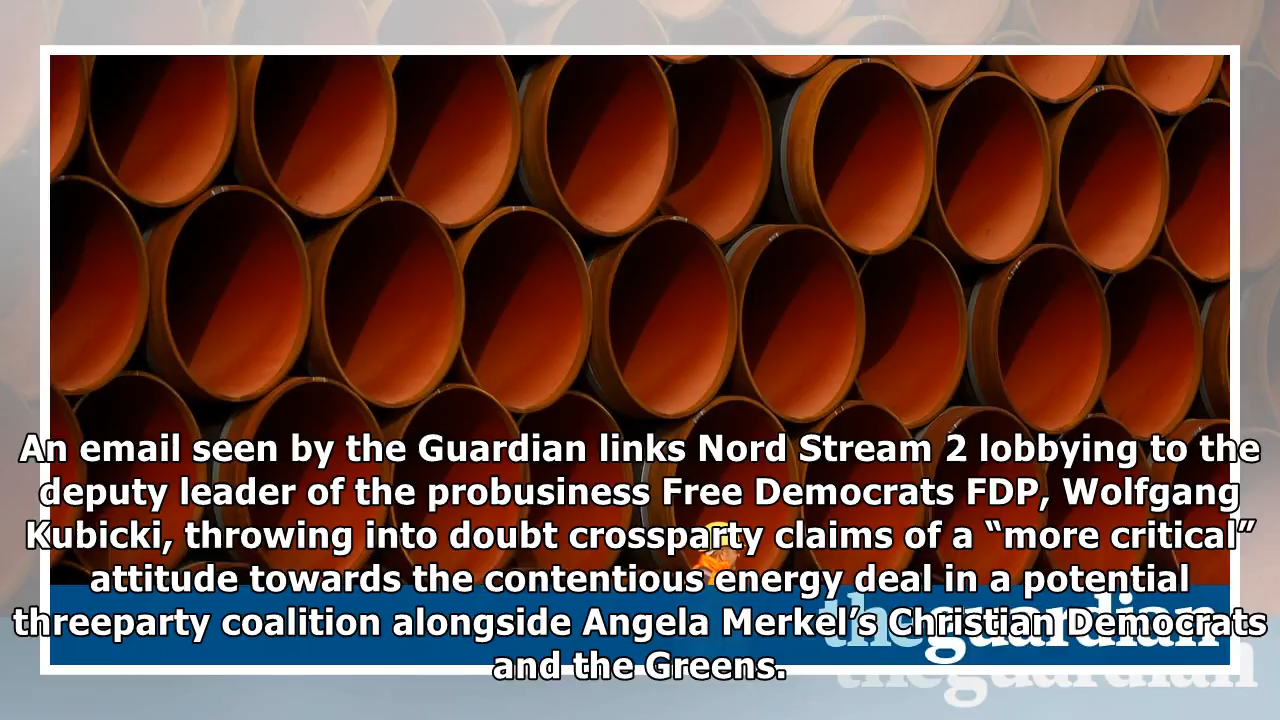 An email seen by the Guardian links Nord Stream 2 lobbying to the
deputy leader of the probusiness Free Democrats FDP, Wolfgang
Kubicki, throwing into doubt crossparty claims of a “more critical”
attitude towards the contentious energy deal in a potential
threeparty coalition alongside Angela Merkel’s Christian Democrats
and the Greens.
theguardian
theguardian